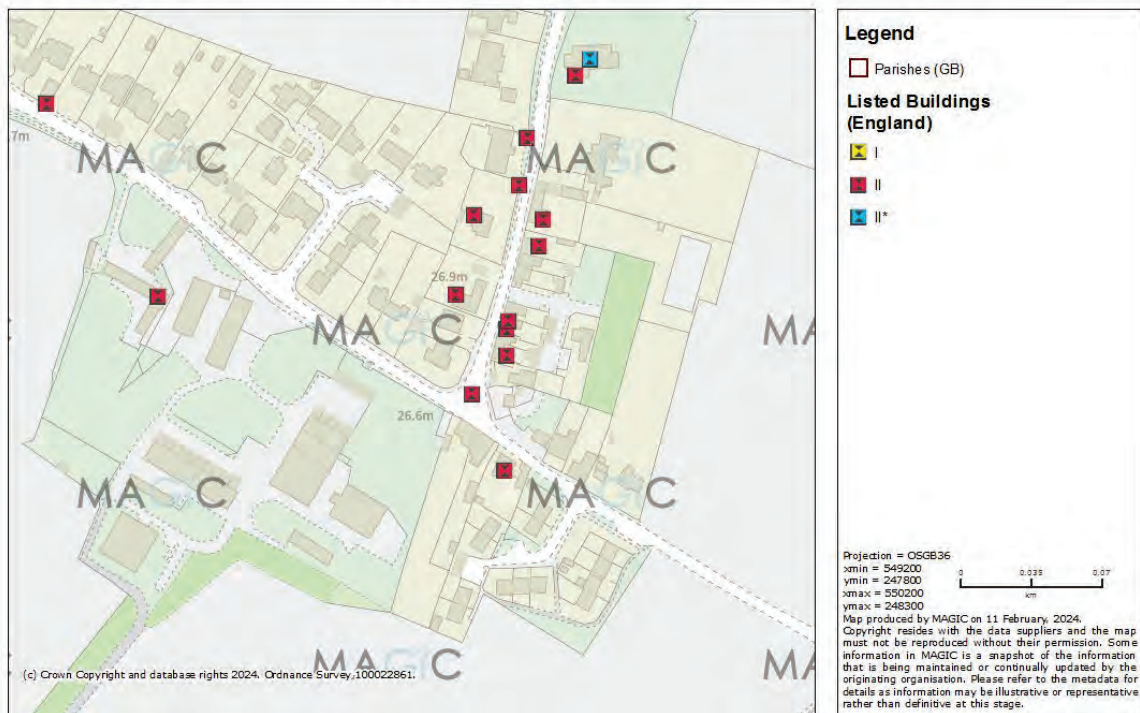 MAGiC
MAGiC
.7m
26.9m
MAGiC
MA
26.6m
MAGiC
MAGiC
MAGiC
MA
(c) Crown Copyright and database rights 2024. Ordnance Survey,100022861.
Legend
Parishes (GB)
Listed Buildings
(England)
I
II
II*
Projection = OSGB36
xmin = 549200
ymin = 247800
xmax = 550200
ymax = 248300
0 0.035 0.07
km
Map produced by MAGIC on 11 February, 2024.
Copyright resides with the data suppliers and the map
must not be reproduced without their permission. Some
information in MAGIC is a snapshot of the information
that is being maintained or continually updated by the
originating organisation. Please refer to the metadata for
details as information may be illustrative or representative
rather than definitive at this stage.